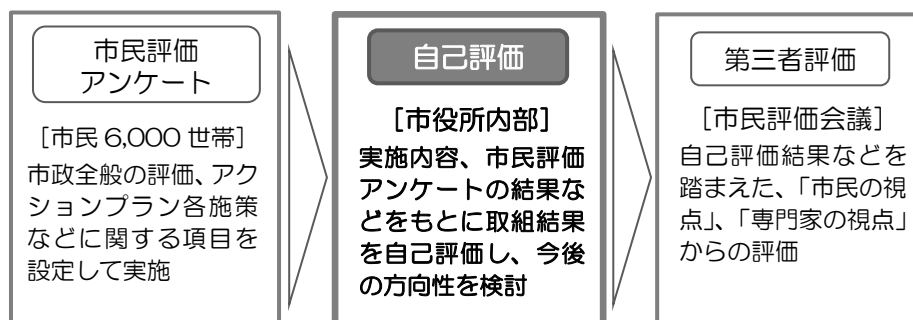 市民評価
アンケート
［市民 6,000 世帯］
市政全般の評価、アク
ションプラン各施策
などに関する項目を
設定して実施
自己評価
［市役所内部］
実施内容、市民評価
アンケートの結果な
どをもとに取組結果
を自己評価し、今後
の方向性を検討
第三者評価
［市民評価会議］
自己評価結果などを
踏まえた、「市民の視
点」、「専門家の視点」
からの評価